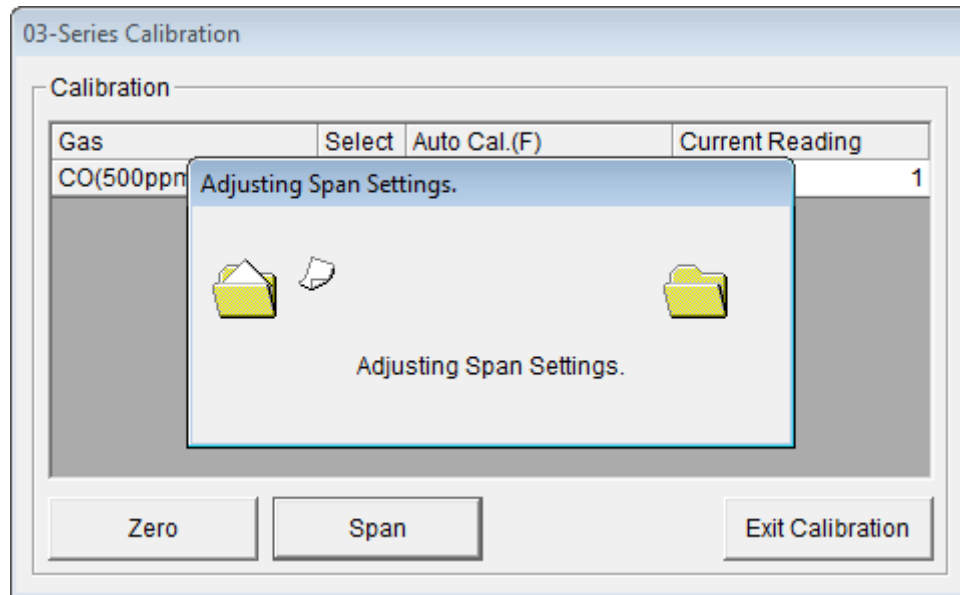 03-Series Calibration
Calibration
Gas Select Auto Cal.(F) Current Reading
CO(500ppm 1
Adjusting Span Settings.
Adjusting Span Settings.
Zero Span Exit Calibration